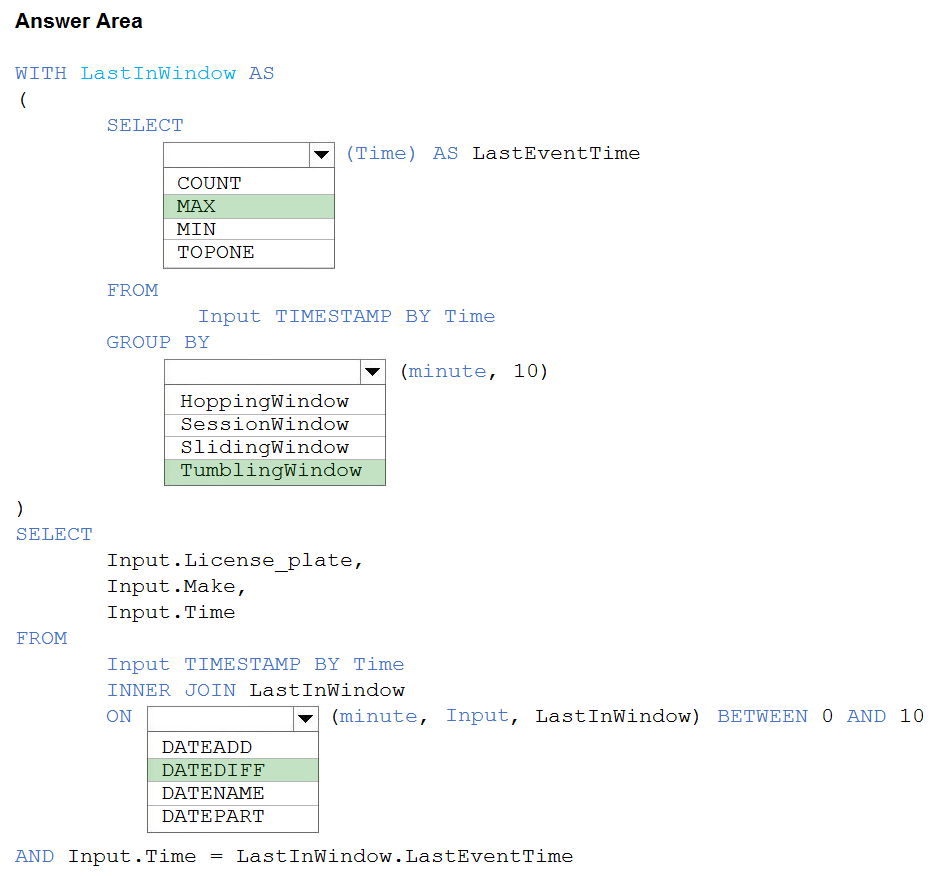 Answer Area
WITH LastInWindow AS
(
SELECT
(Time) AS LastEventTime
COUNT
MAX
MIN
TOPONE
FROM
Input TIMESTAMP BY Time
GROUP BY
(minute, 10)
HoppingWindow
SessionWindow
SlidingWindow
TumblingWindow
)
SELECT
Input.License_plate,
Input.Make,
Input.Time
FROM
Input TIMESTAMP BY Time
INNER JOIN LastInWindow
ON (minute, Input, LastInWindow) BETWEEN 0 AND 10
DATEADD
DATEDIFF
DATENAME
DATEPART
AND Input.Time = LastInWindow.LastEventTime